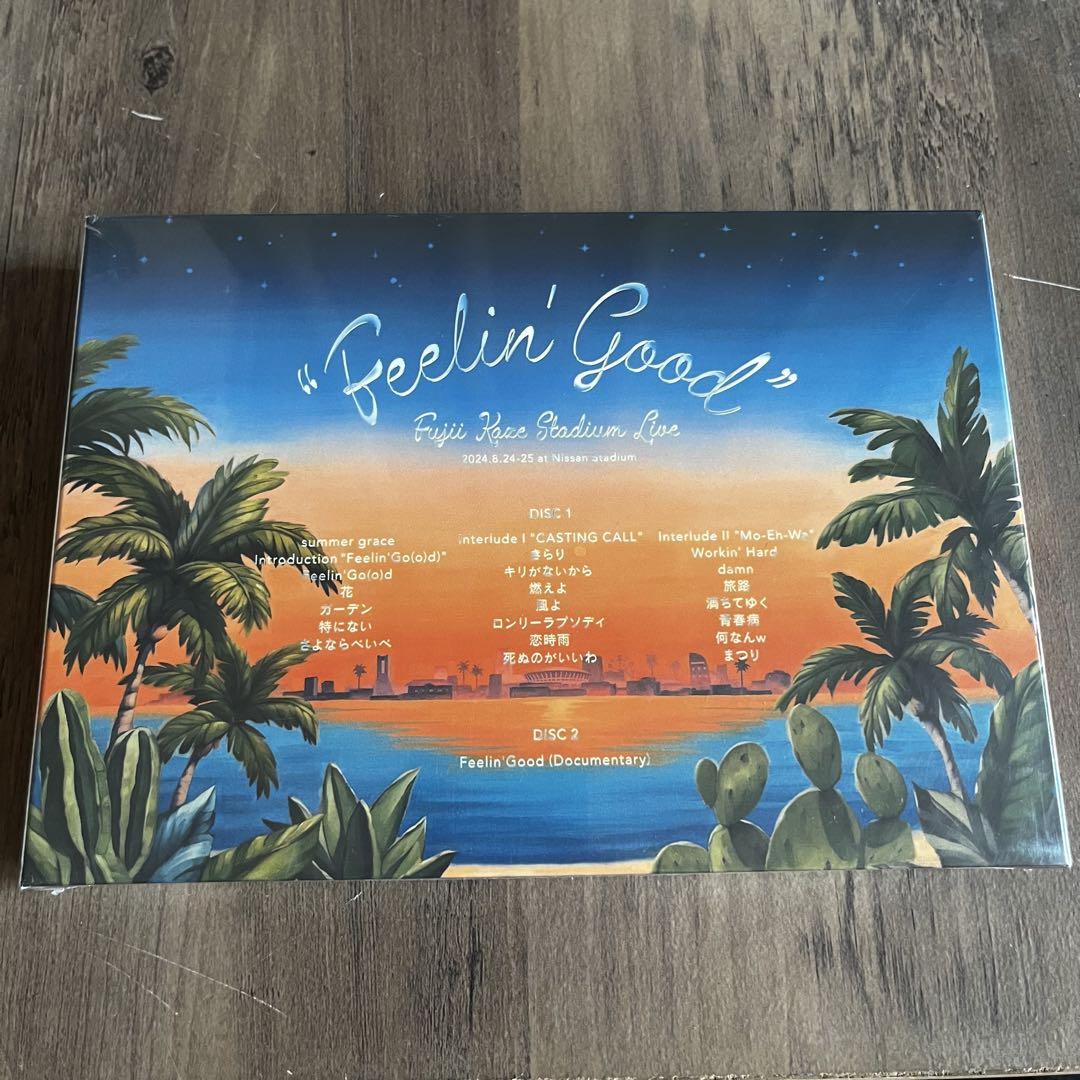 "Feelin' Good"
Fujii Kaze Stadium Live
2024.8.24-25 at Nissan Stadium
DISC 1
summer grace
Introduction "Feelin'Go(o)d)"
Feelin'Go(o)d
花
ガーデン
特にない
さよならべいべ
Interlude I "CASTING CALL"
きらり
キリがないから
燃えよ
風よ
ロンリーラプソディ
恋時雨
死ぬのがいいわ
Interlude II "Mo-Eh-Wa"
Workin' Hard
damn
旅路
満ちてゆく
青春病
何なんw
まつり
DISC 2
Feelin'Good (Documentary)